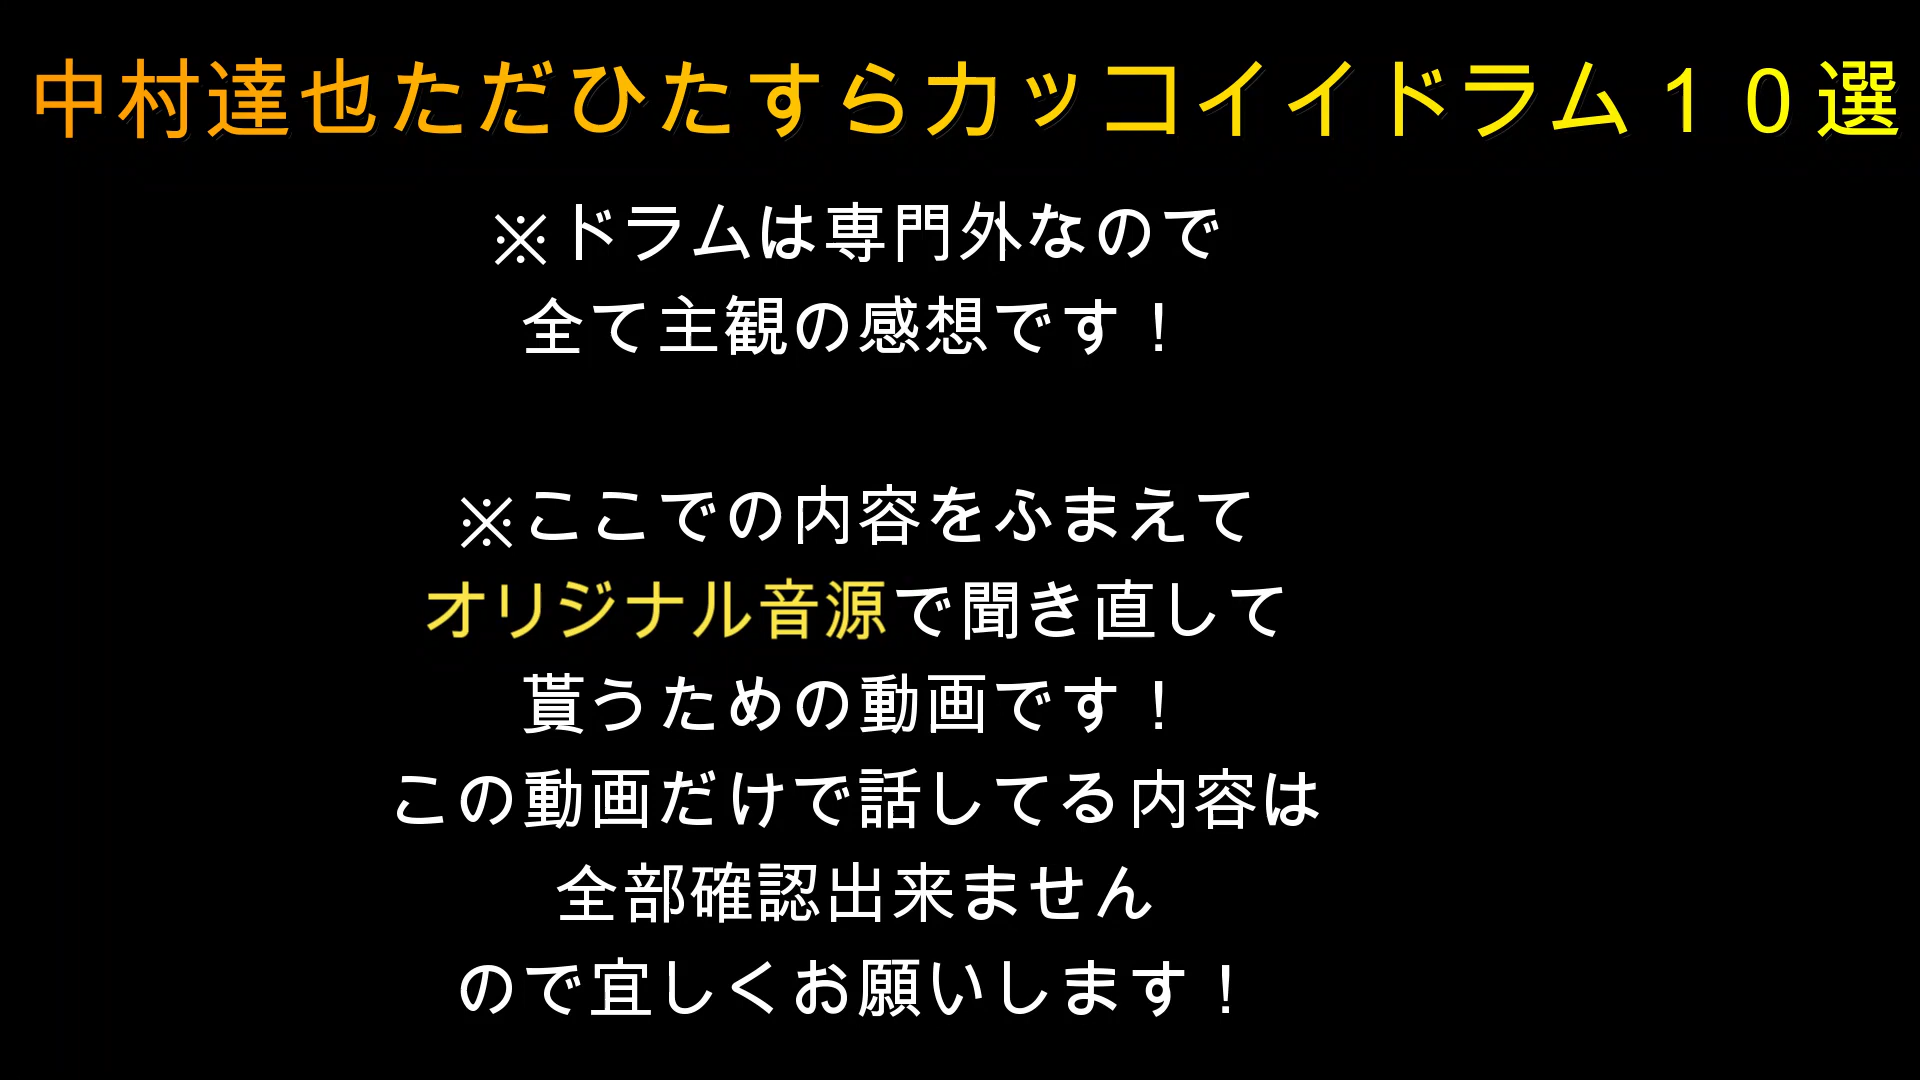 中村達也ただひたすらカッコイイドラム１０選
※ドラムは専門外なので
全て主観の感想です！
※ここでの内容をふまえて
オリジナル音源で聞き直して
貰うための動画です！
この動画だけで話してる内容は
全部確認出来ません
ので宜しくお願いします！